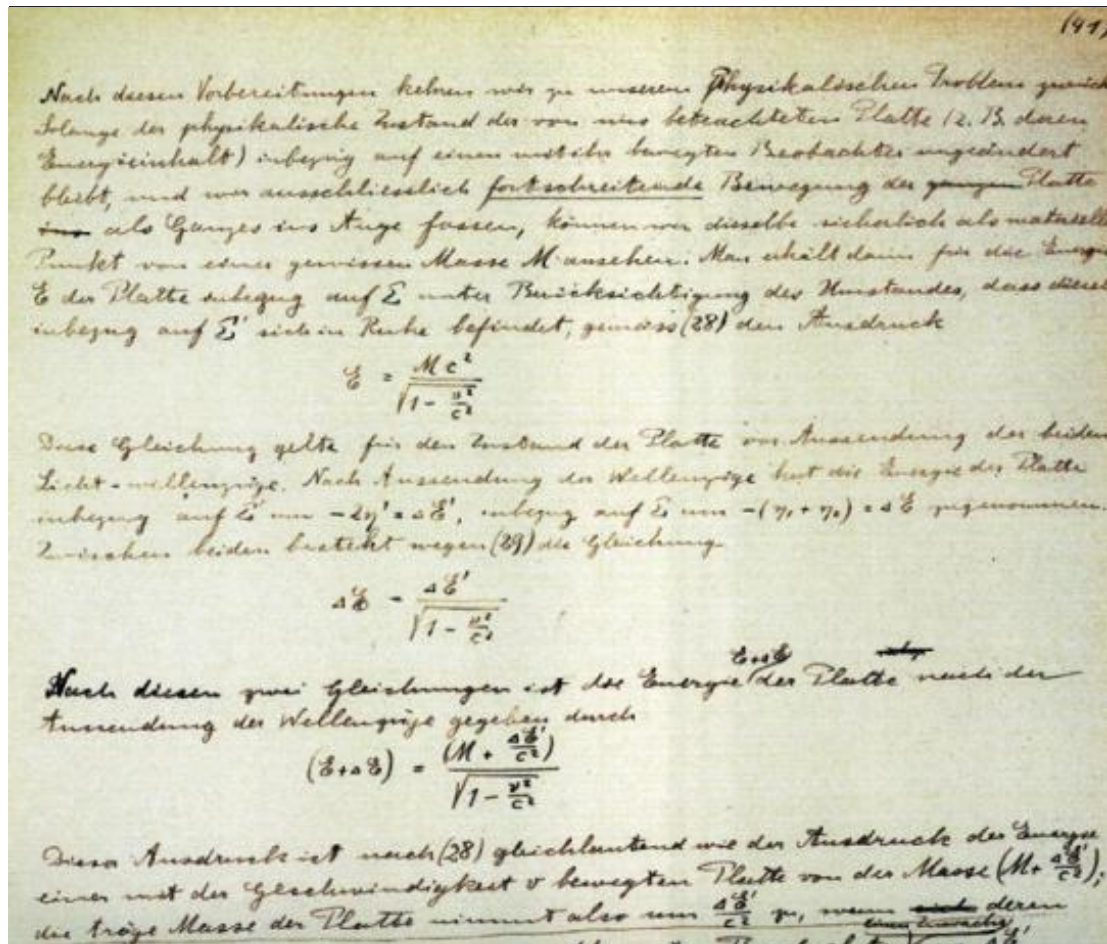 (41)
Nach diesen Vorbereitungen kehren wir zu unserem physikalischen Problem zurück
Solange der physikalische Zustand der von uns betrachteten Platte (z. B. deren
Energieinhalt) inbezug auf einen mit ihr bewegten Beobachter ungeändert
bleibt, und wir ausschliesslich fortschreitende Bewegung der ganzen Platte
ins als Ganzes ins Auge fassen, können wir dieselbe sicherlich als materielle
Punkt von einer gewissen Masse M ansehen. Man erhält dann für die Energie
E der Platte inbezug auf Σ unter Berücksichtigung des Umstandes, dass diese
inbezug auf Σ' sich in Ruhe befindet, gemäss (28) den Ausdruck
E = Mc² / √(1 - v²/c²)
Diese Gleichung gelte für den Zustand der Platte vor Aussendung der beiden
Licht-wellenzüge. Nach Aussendung der Wellenzüge hat die Energie der Platte
inbezug auf Σ' um -2η' = ΔE', inbezug auf Σ um -(η₁ + η₂) = ΔE zugenommen.
Zwischen beiden besteht wegen (29) die Gleichung
ΔE = ΔE' / √(1 - v²/c²)
E+ΔE
Nach diesen zwei Gleichungen ist die Energie der Platte nach der
Aussendung der Wellenzüge gegeben durch
(E+ΔE) = (M + ΔE'/c²) / √(1 - v²/c²)
Dieser Ausdruck ist nach (28) gleichlautend wie der Ausdruck der Energie
einer mit der Geschwindigkeit v bewegten Platte von der Masse (M + ΔE'/c²);
die träge Masse der Platte nimmt also um ΔE'/c² zu, wenn deren